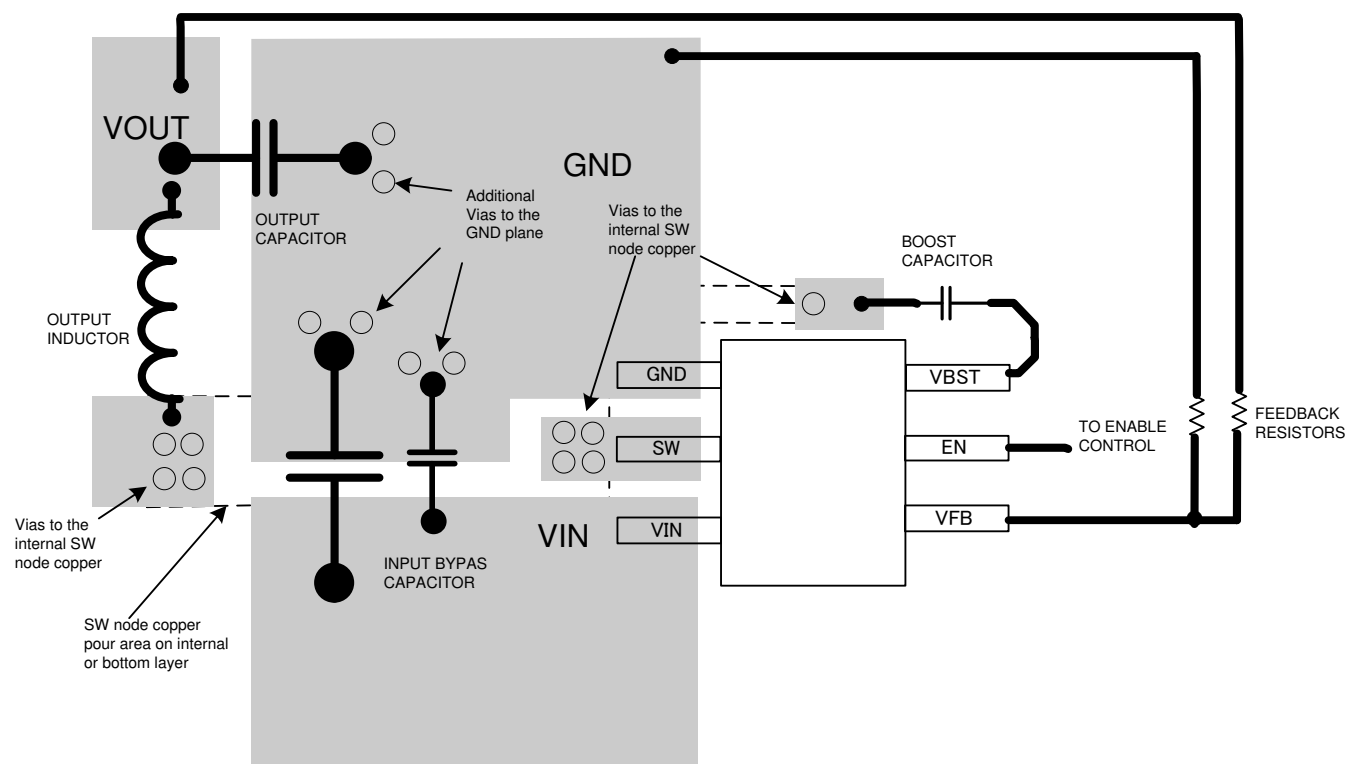 VOUT
GND
OUTPUT
CAPACITOR
Additional
Vias to the
GND plane
Vias to the
internal SW
node copper
BOOST
CAPACITOR
OUTPUT
INDUCTOR
GND
VBST
SW
EN
TO ENABLE
CONTROL
FEEDBACK
RESISTORS
VIN
VIN
VFB
Vias to the
internal SW
node copper
INPUT BYPAS
CAPACITOR
SW node copper
pour area on internal
or bottom layer